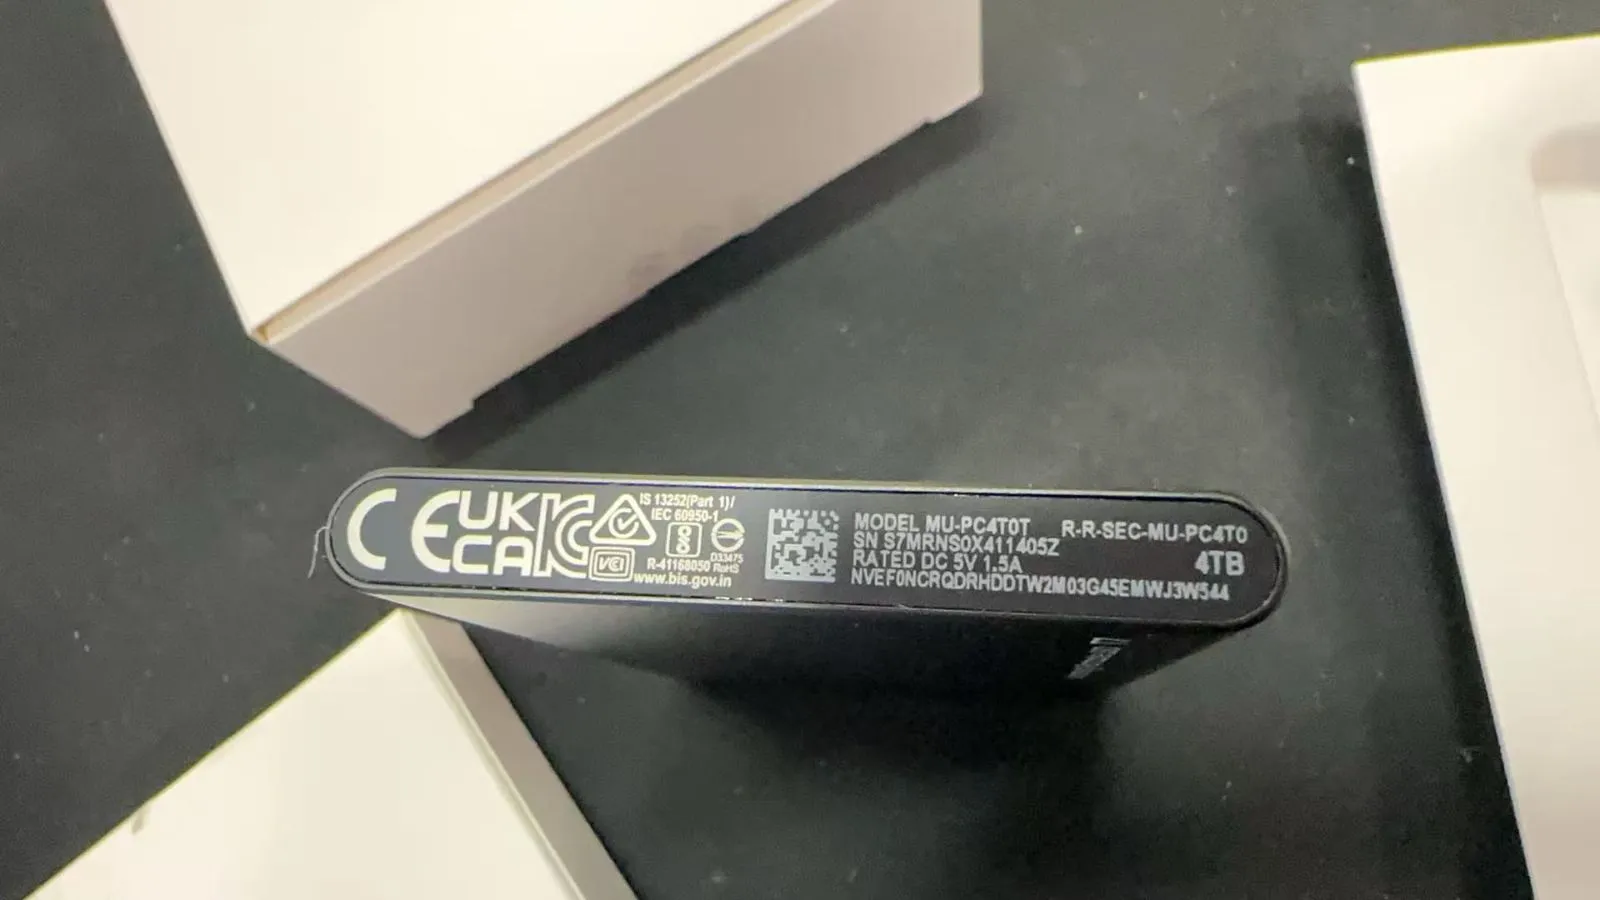 CE UK CA
IS 13252(Part 1)/
IEC 60950-1
VCI
R-41168050
D33475
RoHS
www.bis.gov.in
MODEL MU-PC4T0T R-R-SEC-MU-PC4T0
SN S7MRNS0X411405Z
RATED DC 5V 1.5A 4TB
NVEF0NCRQDRHDDTW2M03G45EMWJ3W544